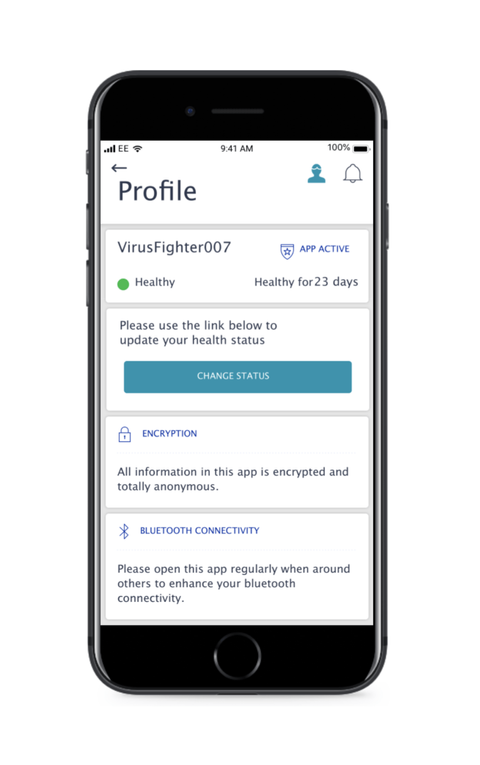 EE 9:41 AM 100%
Profile
VirusFighter007 APP ACTIVE
Healthy Healthy for23 days
Please use the link below to
update your health status
CHANGE STATUS
ENCRYPTION
All information in this app is encrypted and
totally anonymous.
BLUETOOTH CONNECTIVITY
Please open this app regularly when around
others to enhance your bluetooth
connectivity.